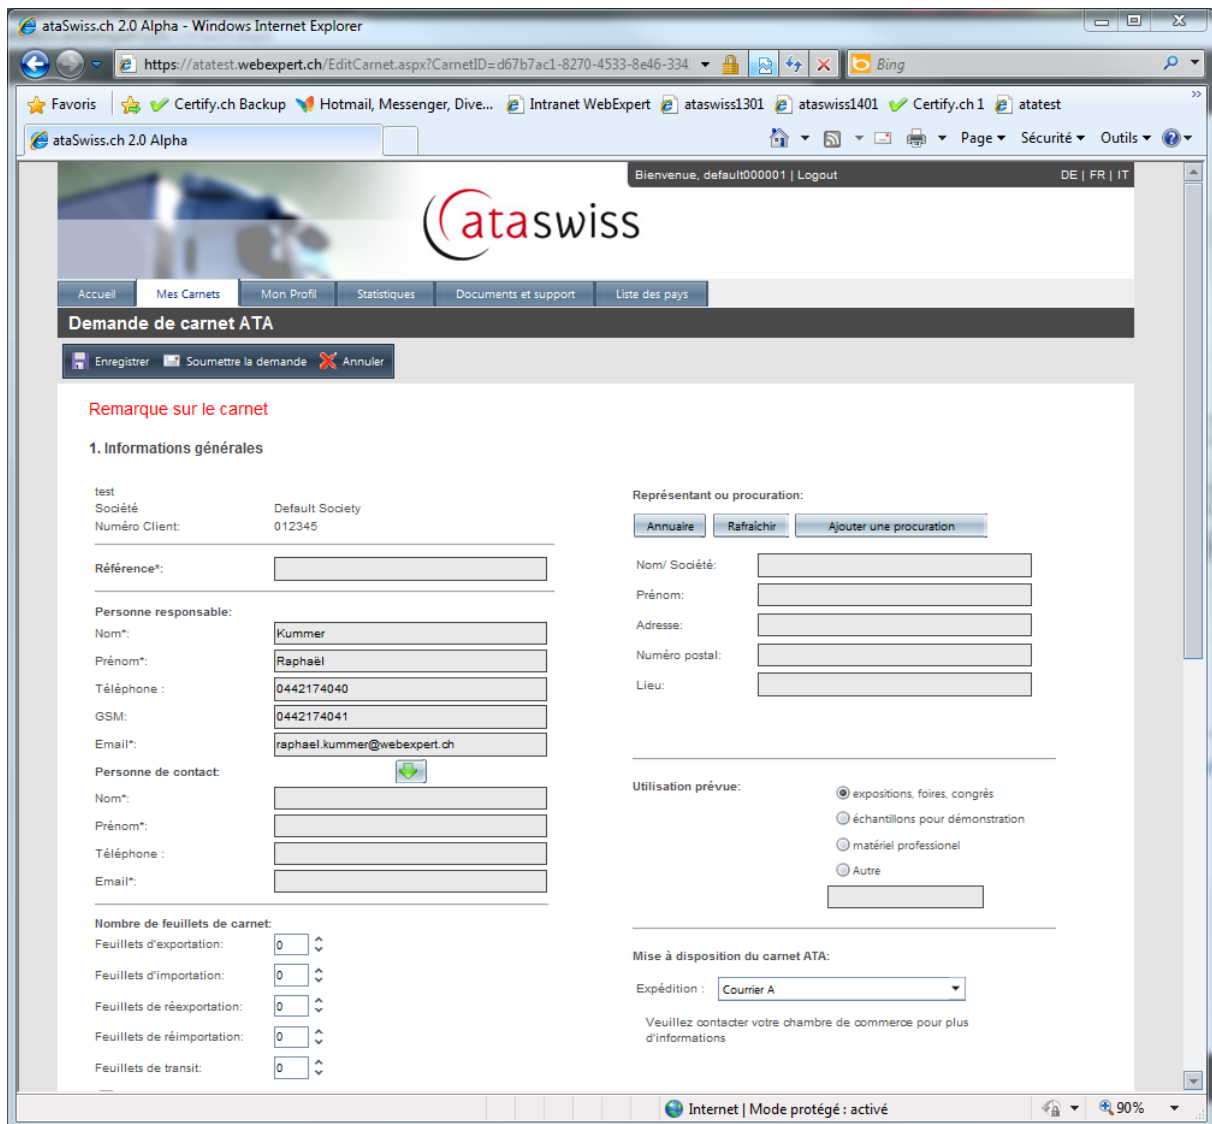 ataSwiss.ch 2.0 Alpha - Windows Internet Explorer
https://atatest.webexpert.ch/EditCarnet.aspx?CarnetID=d67b7ac1-8270-4533-8e46-334
Bing
Favoris
Certify.ch Backup
Hotmail, Messenger, Dive...
Intranet WebExpert
ataswiss1301
ataswiss1401
Certify.ch 1
atatest
ataSwiss.ch 2.0 Alpha
Page
Sécurité
Outils
Bienvenue, default000001 | Logout
DE | FR | IT
ataswiss
Accueil
Mes Carnets
Mon Profil
Statistiques
Documents et support
Liste des pays
Demande de carnet ATA
Enregistrer
Soumettre la demande
Annuler
Remarque sur le carnet
1. Informations générales
test
Société
Default Society
Numéro Client:
012345
Référence*:
Personne responsable:
Nom*:
Kummer
Prénom*:
Raphaël
Téléphone :
0442174040
GSM:
0442174041
Email*:
raphael.kummer@webexpert.ch
Personne de contact:
Nom*:
Prénom*:
Téléphone :
Email*:
Nombre de feuillets de carnet:
Feuillets d'exportation:
0
Feuillets d'importation:
0
Feuillets de réexportation:
0
Feuillets de réimportation:
0
Feuillets de transit:
0
Représentant ou procuration:
Annuaire
Rafraîchir
Ajouter une procuration
Nom/ Société:
Prénom:
Adresse:
Numéro postal:
Lieu:
Utilisation prévue:
expositions, foires, congrès
échantillons pour démonstration
matériel professionel
Autre
Mise à disposition du carnet ATA:
Expédition :
Courrier A
Veuillez contacter votre chambre de commerce pour plus
d'informations
Internet | Mode protégé : activé
90%